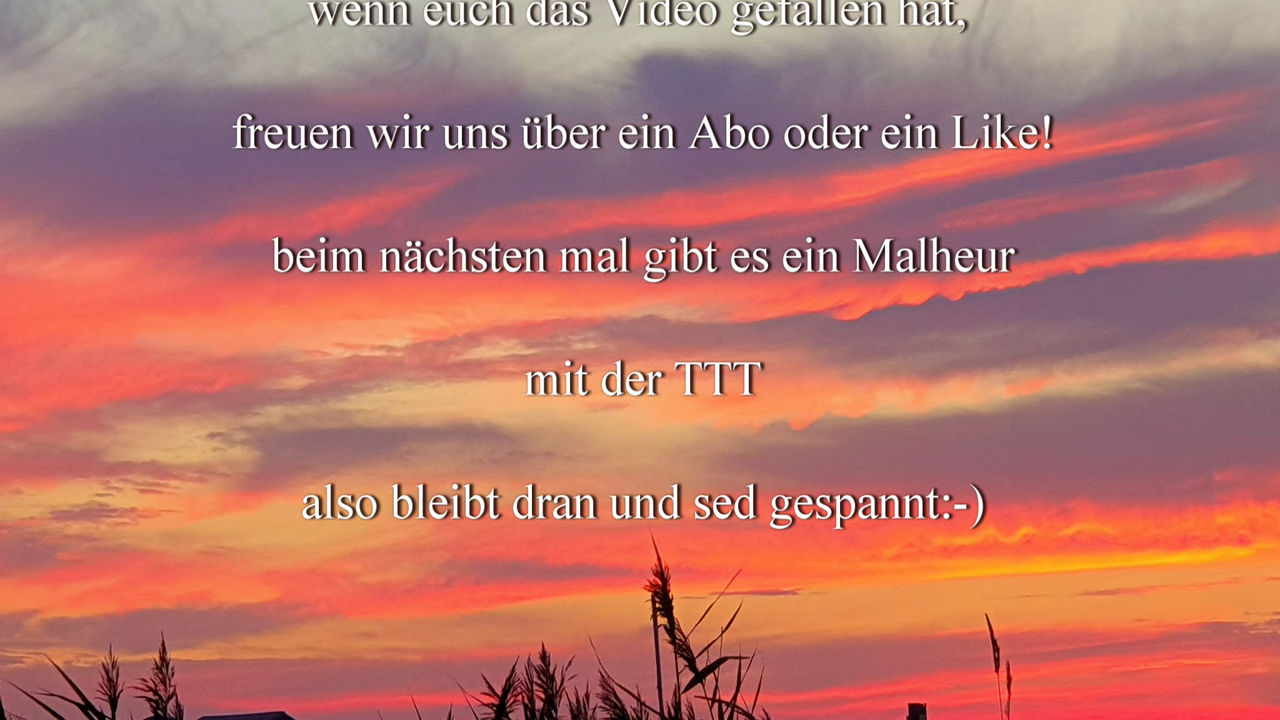 wenn euch das Video gefallen hat,
freuen wir uns über ein Abo oder ein Like!
beim nächsten mal gibt es ein Malheur
mit der TTT
also bleibt dran und sed gespannt:-)